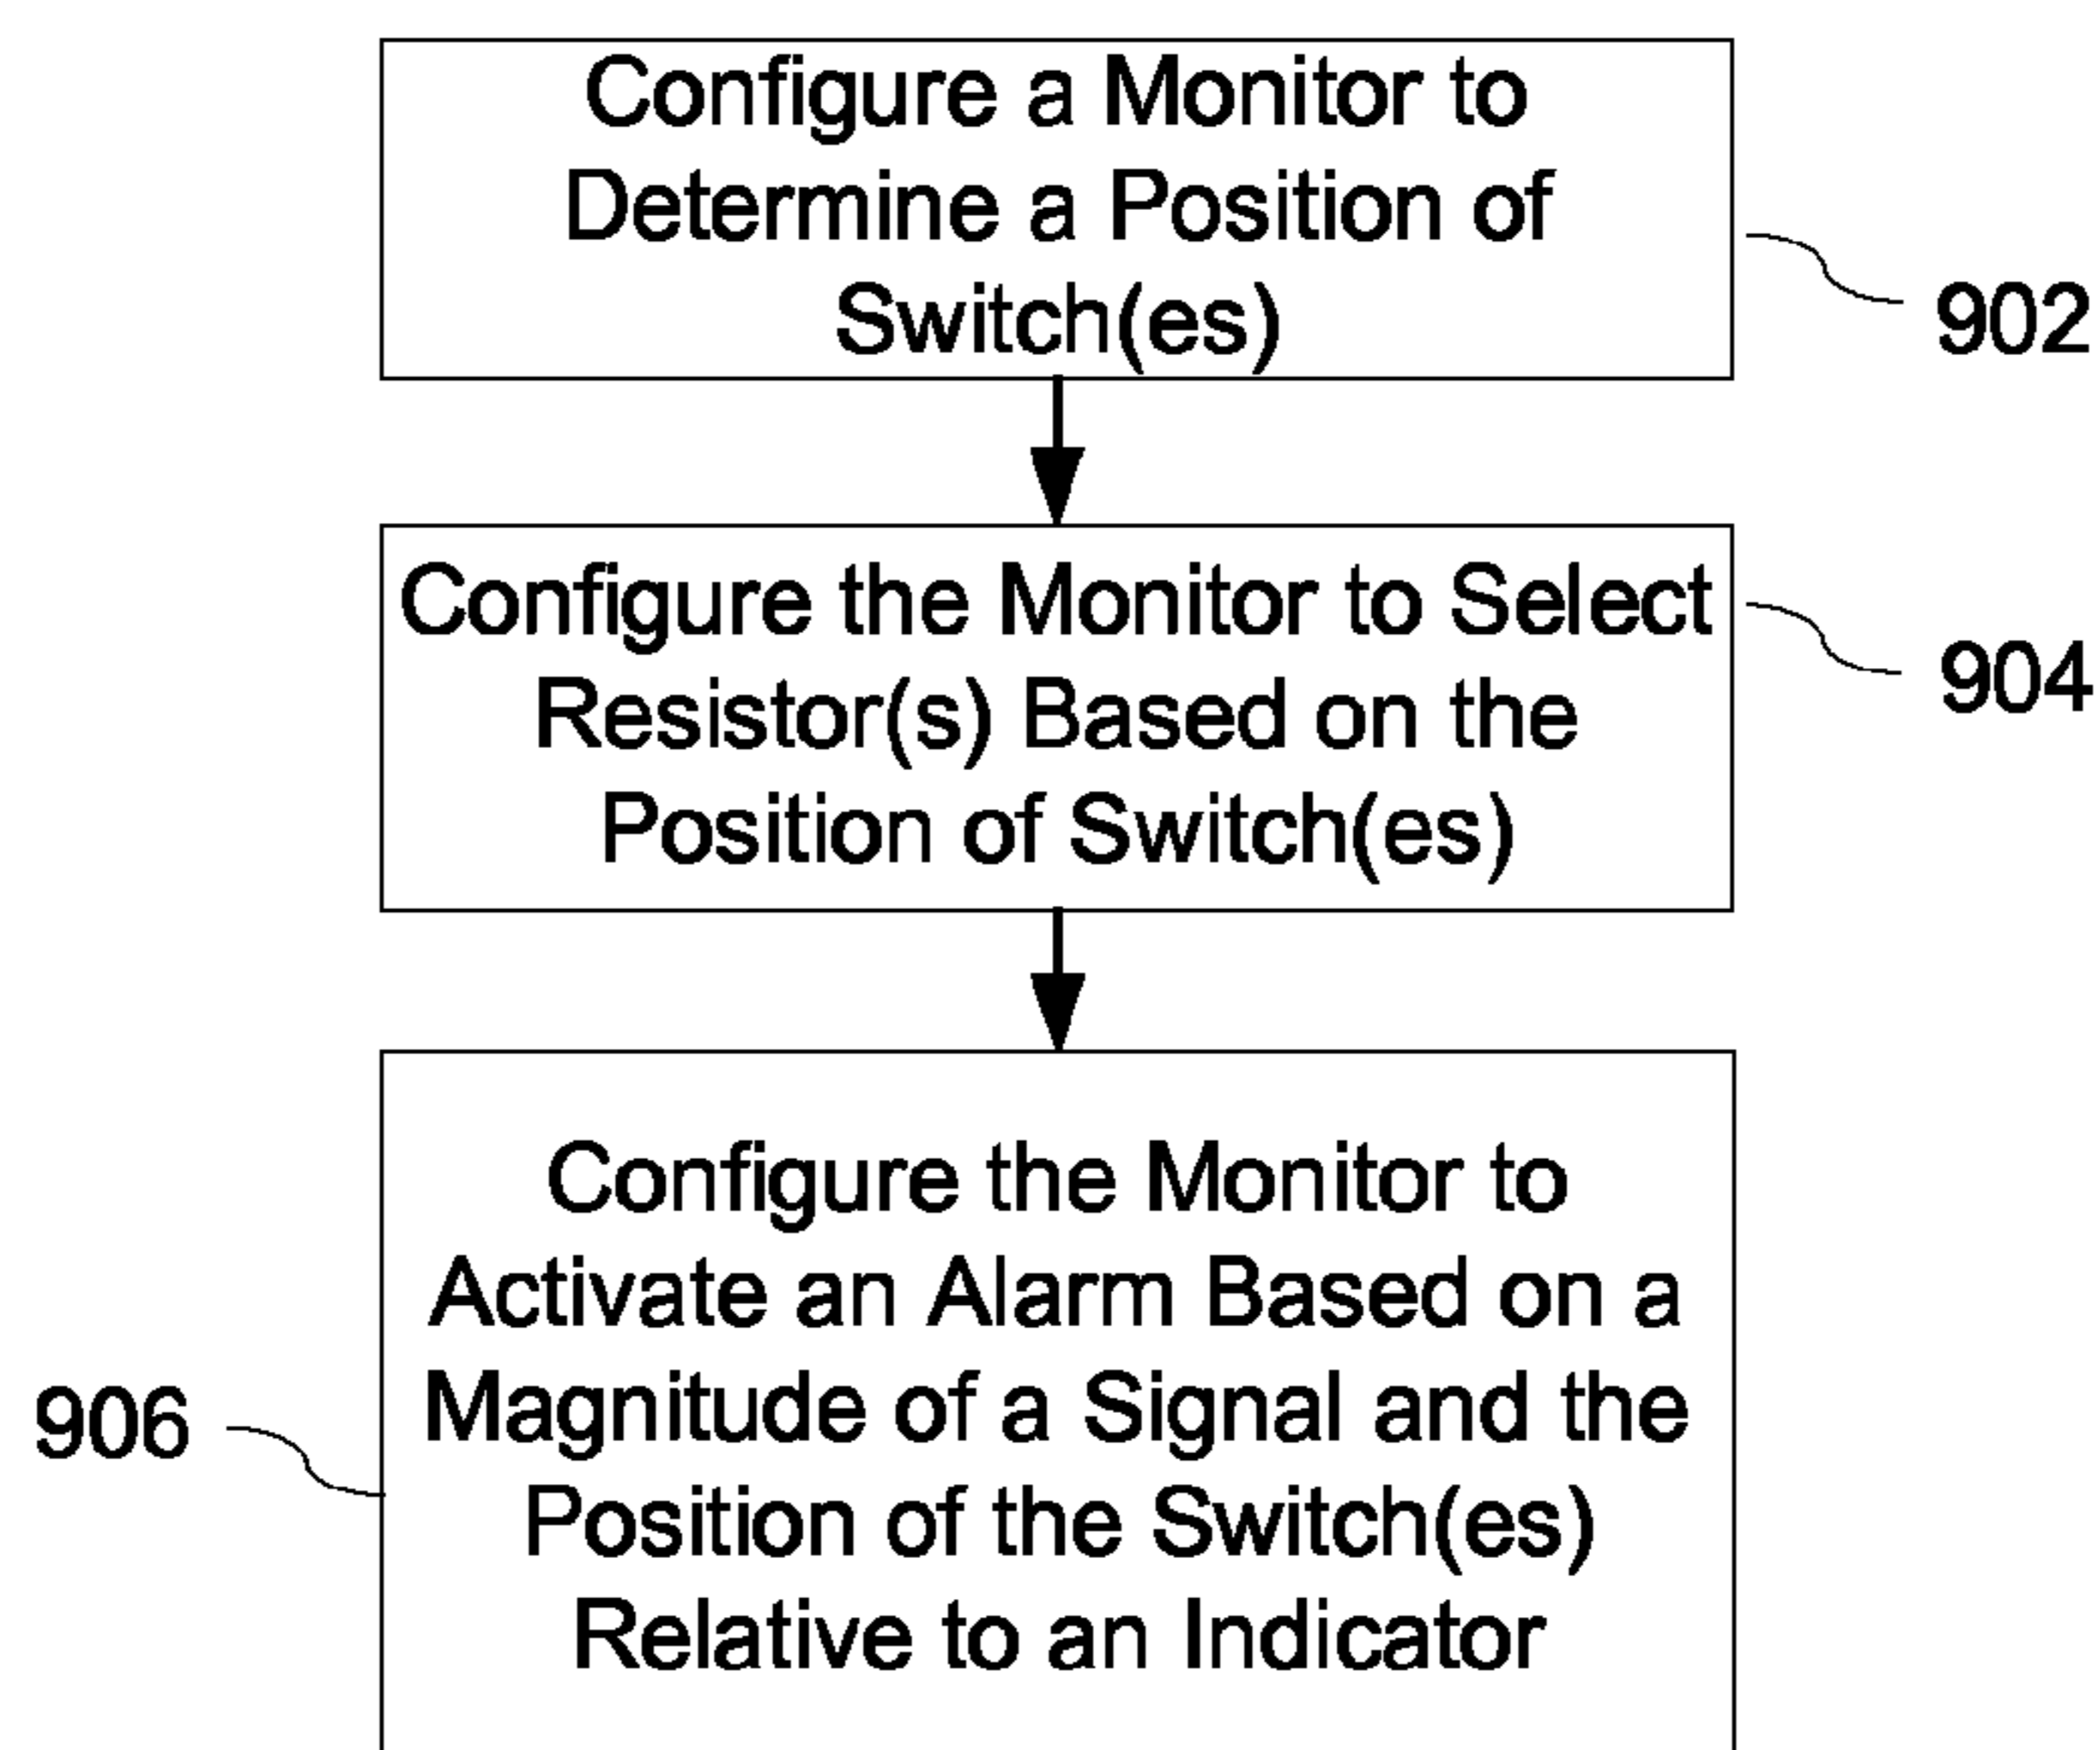 Configure a Monitor to
Determine a Position of
Switch(es)
902
Configure the Monitor to Select
Resistor(s) Based on the
Position of Switch(es)
904
Configure the Monitor to
Activate an Alarm Based on a
Magnitude of a Signal and the
Position of the Switch(es)
Relative to an Indicator
906